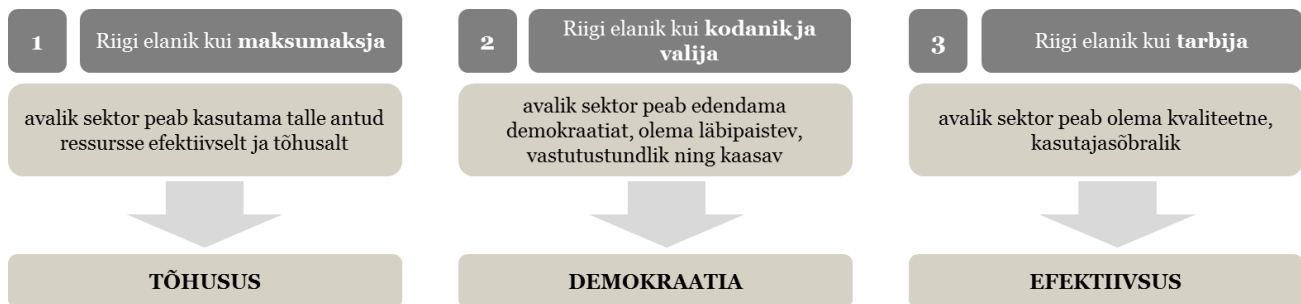 1
Riigi elanik kui maksumaksja
avalik sektor peab kasutama talle antud
ressursse efektiivselt ja tõhusalt
TÕHUSUS
2
Riigi elanik kui kodanik ja
valija
avalik sektor peab edendama
demokraatiat, olema läbipaistev,
vastutustundlik ning kaasav
DEMOKRAATIA
3
Riigi elanik kui tarbija
avalik sektor peab olema kvaliteetne,
kasutajasõbralik
EFEKTIIVSUS